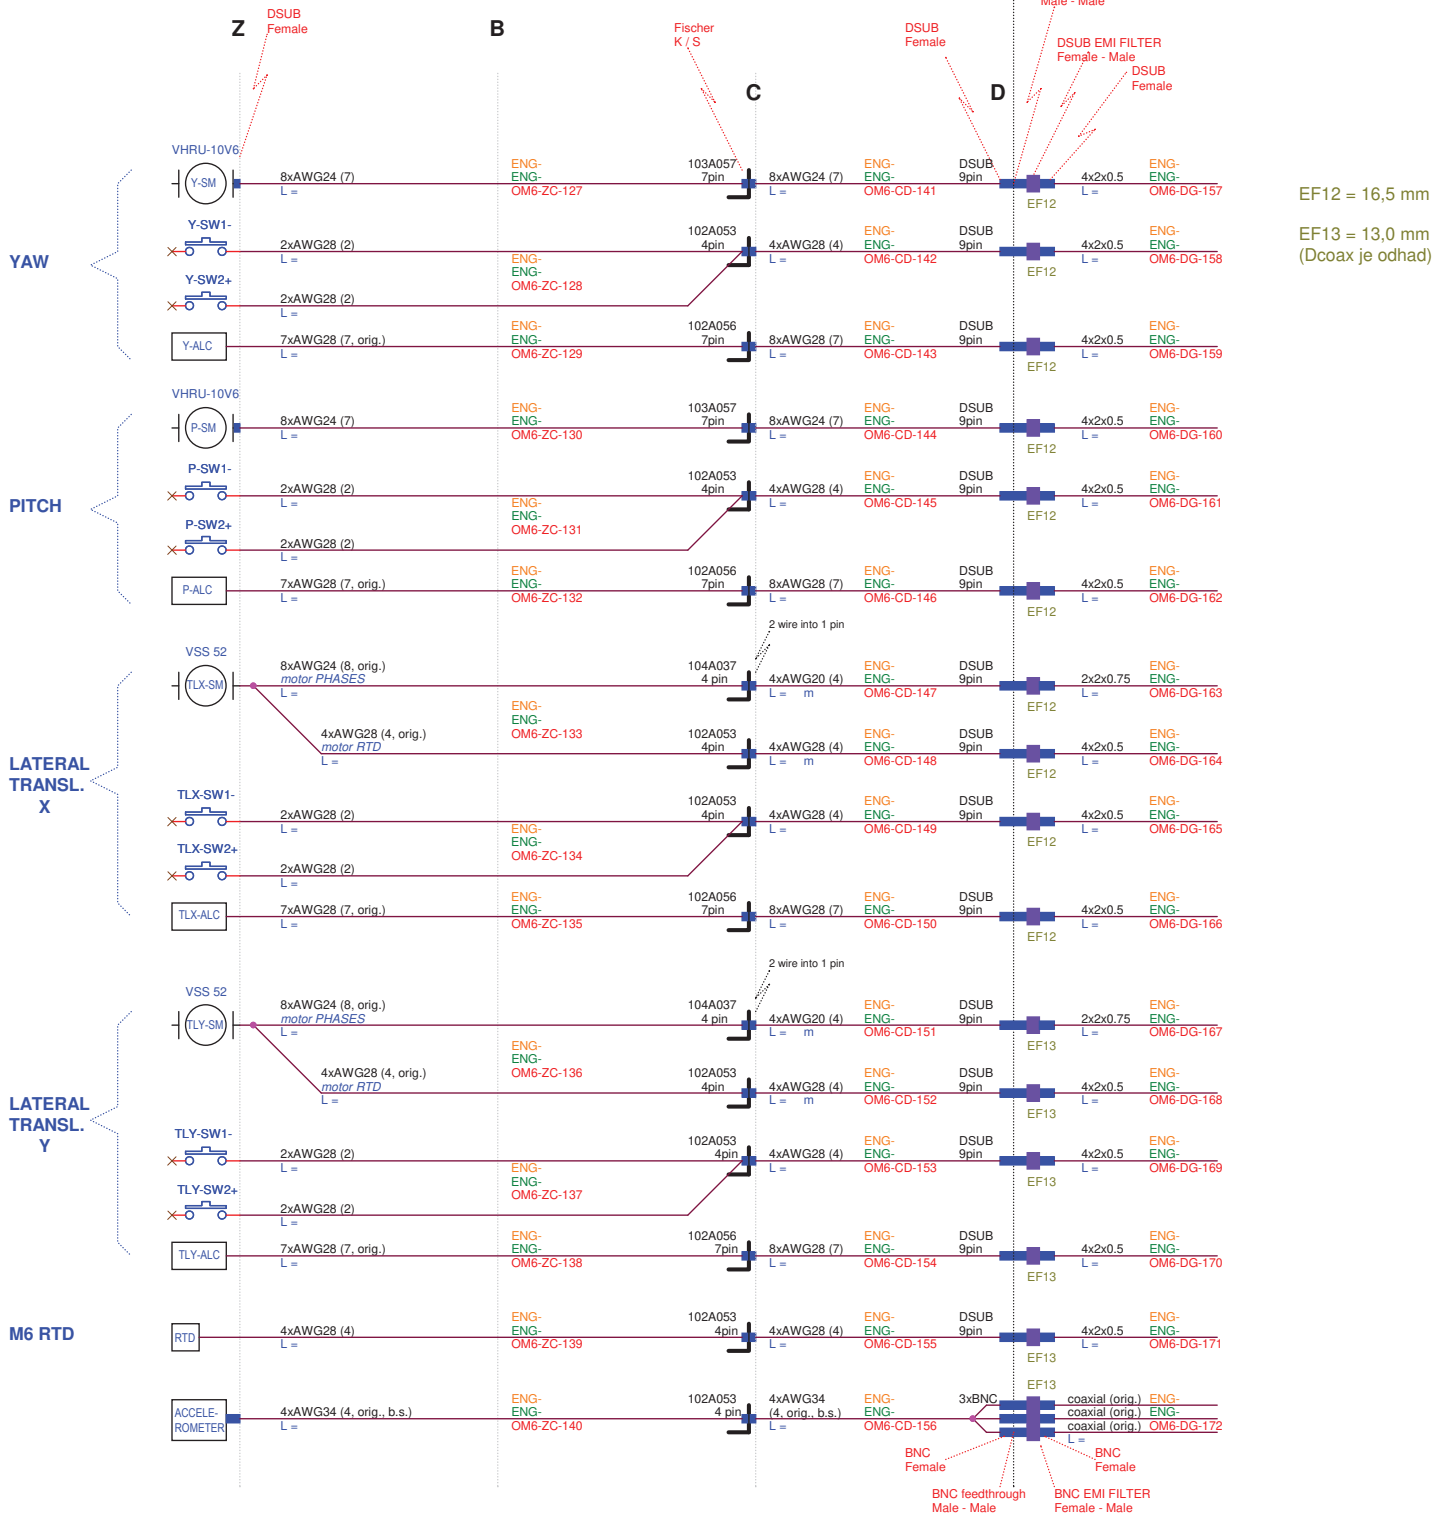 Male - Male
DSUB
Female
Z
B
Fischer
K / S
DSUB
Female
DSUB EMI FILTER
Female - Male
DSUB
Female
C
D
VHRU-10V6
Y-SM
8xAWG24 (7)
L =
ENG-
ENG-
OM6-ZC-127
103A057
7pin
8xAWG24 (7)
L =
ENG-
ENG-
OM6-CD-141
DSUB
9pin
EF12
4x2x0.5
L =
ENG-
ENG-
OM6-DG-157
EF12 = 16,5 mm
EF13 = 13,0 mm
(Dcoax je odhad)
YAW
Y-SW1-
2xAWG28 (2)
L =
ENG-
ENG-
OM6-ZC-128
102A053
4pin
4xAWG28 (4)
L =
ENG-
ENG-
OM6-CD-142
DSUB
9pin
EF12
4x2x0.5
L =
ENG-
ENG-
OM6-DG-158
Y-SW2+
2xAWG28 (2)
L =
Y-ALC
7xAWG28 (7, orig.)
L =
ENG-
ENG-
OM6-ZC-129
102A056
7pin
8xAWG28 (7)
L =
ENG-
ENG-
OM6-CD-143
DSUB
9pin
EF12
4x2x0.5
L =
ENG-
ENG-
OM6-DG-159
VHRU-10V6
P-SM
8xAWG24 (7)
L =
ENG-
ENG-
OM6-ZC-130
103A057
7pin
8xAWG24 (7)
L =
ENG-
ENG-
OM6-CD-144
DSUB
9pin
EF12
4x2x0.5
L =
ENG-
ENG-
OM6-DG-160
PITCH
P-SW1-
2xAWG28 (2)
L =
ENG-
ENG-
OM6-ZC-131
102A053
4pin
4xAWG28 (4)
L =
ENG-
ENG-
OM6-CD-145
DSUB
9pin
EF12
4x2x0.5
L =
ENG-
ENG-
OM6-DG-161
P-SW2+
2xAWG28 (2)
L =
P-ALC
7xAWG28 (7, orig.)
L =
ENG-
ENG-
OM6-ZC-132
102A056
7pin
8xAWG28 (7)
L =
ENG-
ENG-
OM6-CD-146
DSUB
9pin
EF12
4x2x0.5
L =
ENG-
ENG-
OM6-DG-162
2 wire into 1 pin
VSS 52
TLX-SM
8xAWG24 (8, orig.)
motor PHASES
L =
ENG-
ENG-
OM6-ZC-133
104A037
4 pin
4xAWG20 (4)
L = m
ENG-
ENG-
OM6-CD-147
DSUB
9pin
EF12
2x2x0.75
L =
ENG-
ENG-
OM6-DG-163
4xAWG28 (4, orig.)
motor RTD
L =
102A053
4pin
4xAWG28 (4)
L = m
ENG-
ENG-
OM6-CD-148
DSUB
9pin
EF12
4x2x0.5
L =
ENG-
ENG-
OM6-DG-164
LATERAL
TRANSL.
X
TLX-SW1-
2xAWG28 (2)
L =
ENG-
ENG-
OM6-ZC-134
102A053
4pin
4xAWG28 (4)
L =
ENG-
ENG-
OM6-CD-149
DSUB
9pin
EF12
4x2x0.5
L =
ENG-
ENG-
OM6-DG-165
TLX-SW2+
2xAWG28 (2)
L =
TLX-ALC
7xAWG28 (7, orig.)
L =
ENG-
ENG-
OM6-ZC-135
102A056
7pin
8xAWG28 (7)
L =
ENG-
ENG-
OM6-CD-150
DSUB
9pin
EF12
4x2x0.5
L =
ENG-
ENG-
OM6-DG-166
2 wire into 1 pin
VSS 52
TLY-SM
8xAWG24 (8, orig.)
motor PHASES
L =
ENG-
ENG-
OM6-ZC-136
104A037
4 pin
4xAWG20 (4)
L = m
ENG-
ENG-
OM6-CD-151
DSUB
9pin
EF13
2x2x0.75
L =
ENG-
ENG-
OM6-DG-167
4xAWG28 (4, orig.)
motor RTD
L =
102A053
4pin
4xAWG28 (4)
L = m
ENG-
ENG-
OM6-CD-152
DSUB
9pin
EF13
4x2x0.5
L =
ENG-
ENG-
OM6-DG-168
LATERAL
TRANSL.
Y
TLY-SW1-
2xAWG28 (2)
L =
ENG-
ENG-
OM6-ZC-137
102A053
4pin
4xAWG28 (4)
L =
ENG-
ENG-
OM6-CD-153
DSUB
9pin
EF13
4x2x0.5
L =
ENG-
ENG-
OM6-DG-169
TLY-SW2+
2xAWG28 (2)
L =
TLY-ALC
7xAWG28 (7, orig.)
L =
ENG-
ENG-
OM6-ZC-138
102A056
7pin
8xAWG28 (7)
L =
ENG-
ENG-
OM6-CD-154
DSUB
9pin
EF13
4x2x0.5
L =
ENG-
ENG-
OM6-DG-170
M6 RTD
RTD
4xAWG28 (4)
L =
ENG-
ENG-
OM6-ZC-139
102A053
4pin
4xAWG28 (4)
L =
ENG-
ENG-
OM6-CD-155
DSUB
9pin
EF13
4x2x0.5
L =
ENG-
ENG-
OM6-DG-171
ACCELE-
ROMETER
4xAWG34 (4, orig., b.s.)
L =
ENG-
ENG-
OM6-ZC-140
102A053
4 pin
4xAWG34
(4, orig., b.s.)
L =
ENG-
ENG-
OM6-CD-156
3xBNC
EF13
coaxial (orig.)
coaxial (orig.)
coaxial (orig.)
L =
ENG-
ENG-
OM6-DG-172
BNC
Female
BNC
Female
BNC feedthrough
Male - Male
BNC EMI FILTER
Female - Male